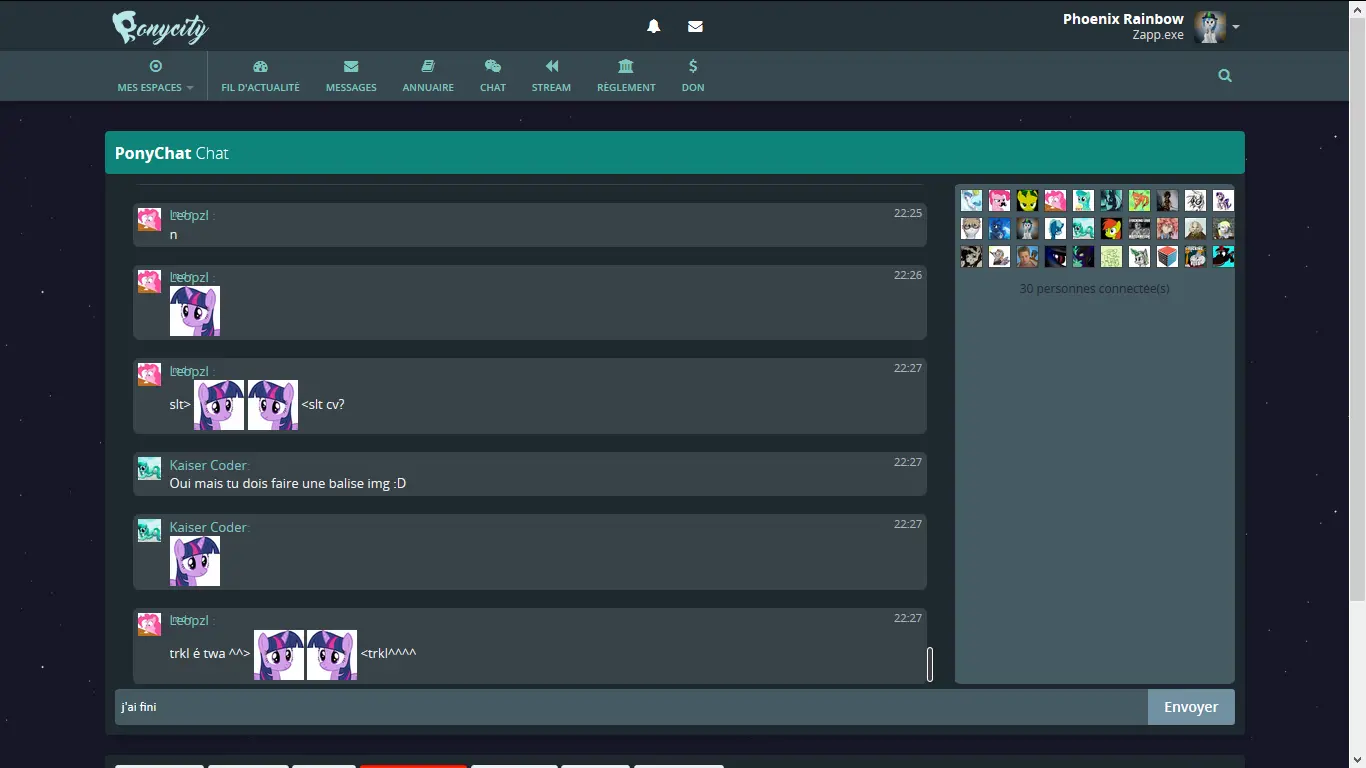 Ponycity
Phoenix Rainbow
Zapp.exe
MES ESPACES
FIL D'ACTUALITÉ
MESSAGES
ANNUAIRE
CHAT
STREAM
RÈGLEMENT
DON
PonyChat Chat
Leopzl :
22:25
n
Leopzl :
22:26
Leopzl :
22:27
slt> <slt cv?
Kaiser Coder:
22:27
Oui mais tu dois faire une balise img :D
Kaiser Coder:
22:27
Leopzl :
22:27
trkl é twa ^^> <trkl^^^^
30 personnes connectée(s)
j'ai fini
Envoyer